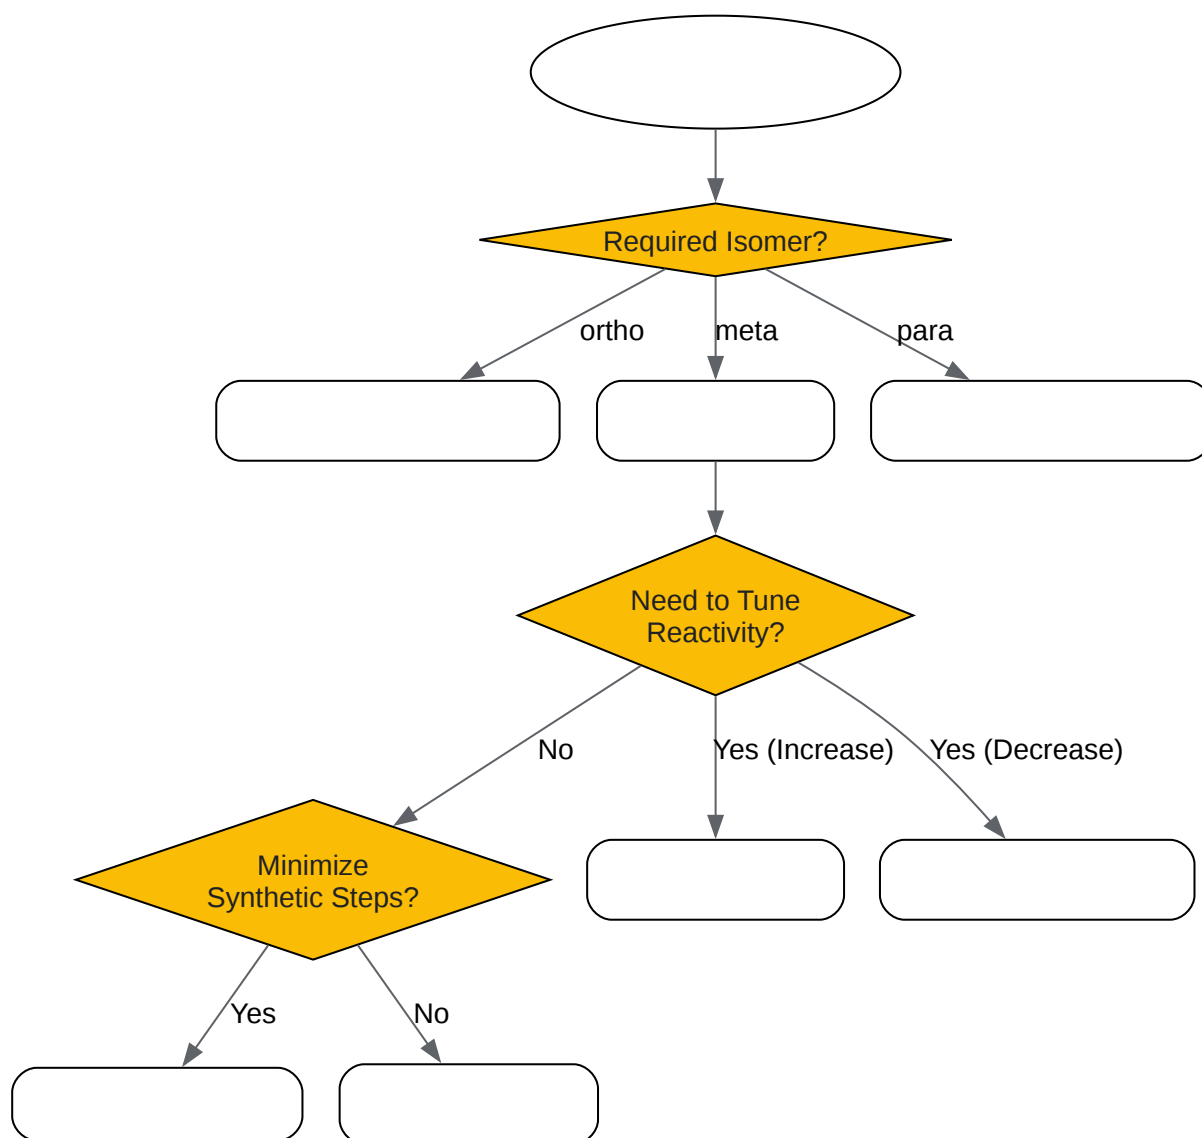 Required Isomer?
ortho
meta
para
Need to Tune
Reactivity?
No
Yes (Increase)
Yes (Decrease)
Minimize
Synthetic Steps?
Yes
No